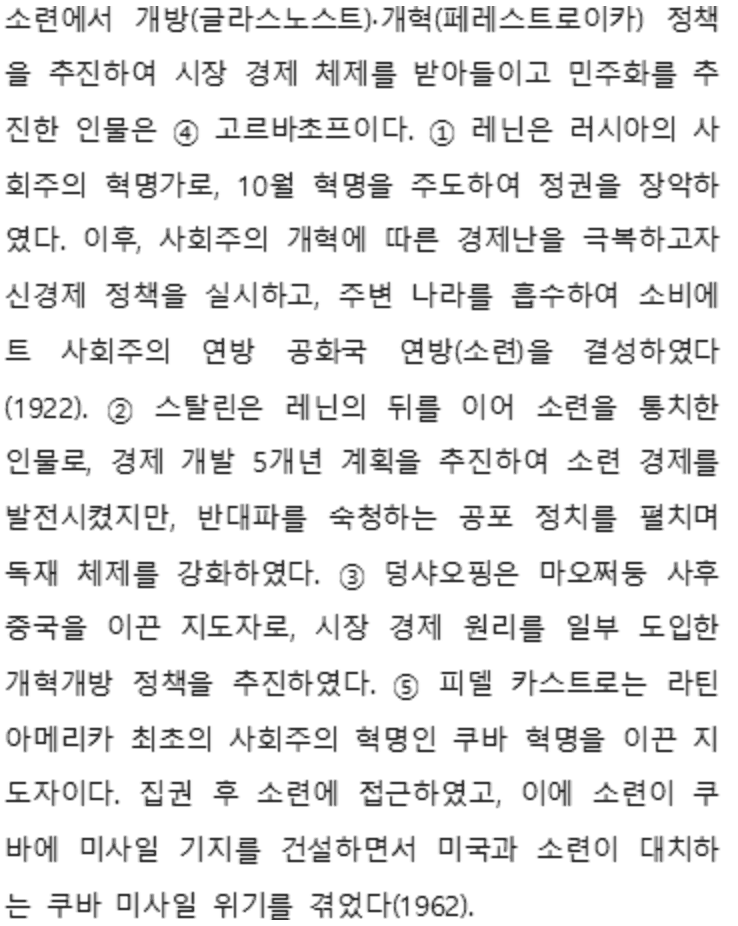 소련에서 개방(글라스노스트)·개혁(페레스트로이카) 정책
을 추진하여 시장 경제 체제를 받아들이고 민주화를 추
진한 인물은 ④ 고르바초프이다. ① 레닌은 러시아의 사
회주의 혁명가로, 10월 혁명을 주도하여 정권을 장악하
였다. 이후, 사회주의 개혁에 따른 경제난을 극복하고자
신경제 정책을 실시하고, 주변 나라를 흡수하여 소비에
트 사회주의 연방 공화국 연방(소련)을 결성하였다
(1922). ② 스탈린은 레닌의 뒤를 이어 소련을 통치한
인물로, 경제 개발 5개년 계획을 추진하여 소련 경제를
발전시켰지만, 반대파를 숙청하는 공포 정치를 펼치며
독재 체제를 강화하였다. ③ 덩샤오핑은 마오쩌둥 사후
중국을 이끈 지도자로, 시장 경제 원리를 일부 도입한
개혁개방 정책을 추진하였다. ⑤ 피델 카스트로는 라틴
아메리카 최초의 사회주의 혁명인 쿠바 혁명을 이끈 지
도자이다. 집권 후 소련에 접근하였고, 이에 소련이 쿠
바에 미사일 기지를 건설하면서 미국과 소련이 대치하
는 쿠바 미사일 위기를 겪었다(1962).